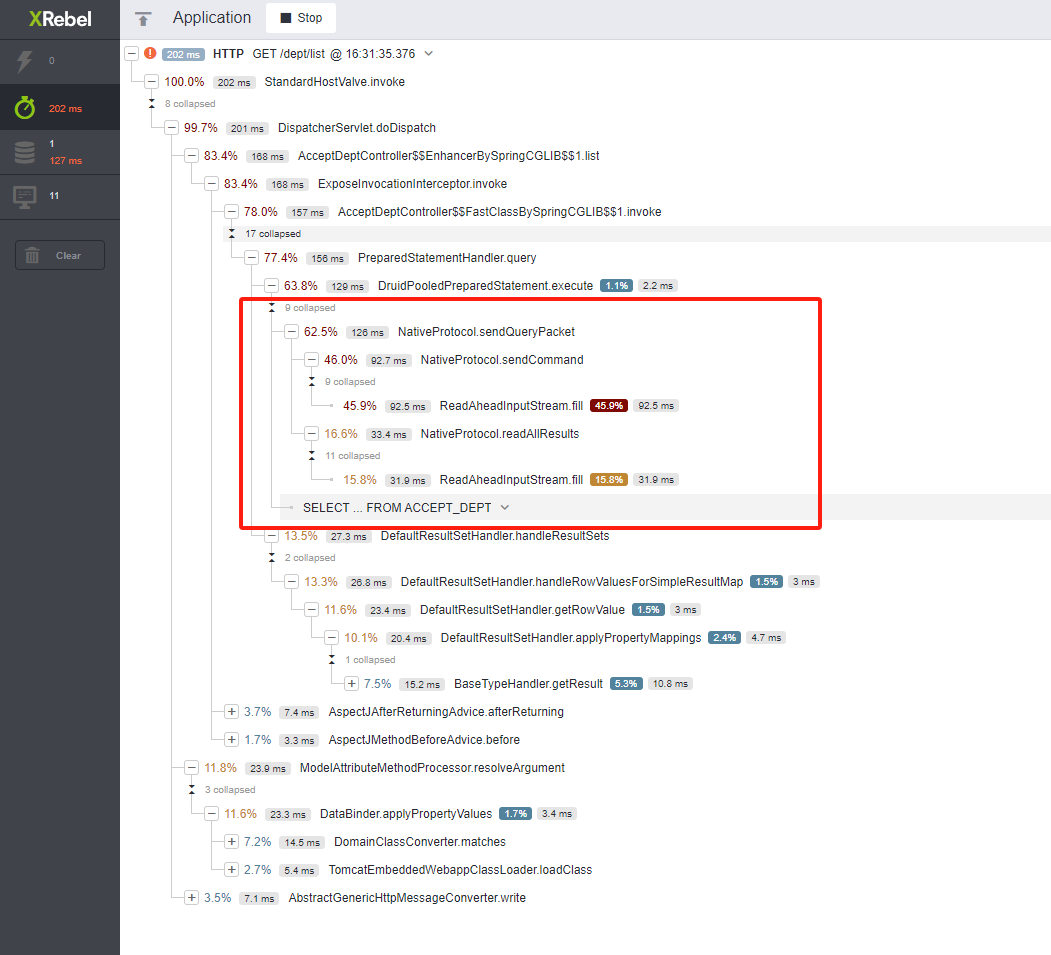 XRebel
Application
Stop
0
202 ms
1
127 ms
11
Clear
202 ms HTTP GET /dept/list @ 16:31:35.376
100.0% 202 ms StandardHostValve.invoke
8 collapsed
99.7% 201 ms DispatcherServlet.doDispatch
83.4% 168 ms AcceptDeptController$$EnhancerBySpringCGLIB$$1.list
83.4% 168 ms ExposeInvocationInterceptor.invoke
78.0% 157 ms AcceptDeptController$$FastClassBySpringCGLIB$$1.invoke
17 collapsed
77.4% 156 ms PreparedStatementHandler.query
63.8% 129 ms DruidPooledPreparedStatement.execute 1.1% 2.2 ms
9 collapsed
62.5% 126 ms NativeProtocol.sendQueryPacket
46.0% 92.7 ms NativeProtocol.sendCommand
9 collapsed
45.9% 92.5 ms ReadAheadInputStream.fill 45.9% 92.5 ms
16.6% 33.4 ms NativeProtocol.readAllResults
11 collapsed
15.8% 31.9 ms ReadAheadInputStream.fill 15.8% 31.9 ms
SELECT ... FROM ACCEPT_DEPT
13.5% 27.3 ms DefaultResultSetHandler.handleResultSets
2 collapsed
13.3% 26.8 ms DefaultResultSetHandler.handleRowValuesForSimpleResultMap 1.5% 3 ms
11.6% 23.4 ms DefaultResultSetHandler.getRowValue 1.5% 3 ms
10.1% 20.4 ms DefaultResultSetHandler.applyPropertyMappings 2.4% 4.7 ms
1 collapsed
7.5% 15.2 ms BaseTypeHandler.getResult 5.3% 10.8 ms
3.7% 7.4 ms AspectJAfterReturningAdvice.afterReturning
1.7% 3.3 ms AspectJMethodBeforeAdvice.before
11.8% 23.9 ms ModelAttributeMethodProcessor.resolveArgument
3 collapsed
11.6% 23.3 ms DataBinder.applyPropertyValues 1.7% 3.4 ms
7.2% 14.5 ms DomainClassConverter.matches
2.7% 5.4 ms TomcatEmbeddedWebappClassLoader.loadClass
3.5% 7.1 ms AbstractGenericHttpMessageConverter.write